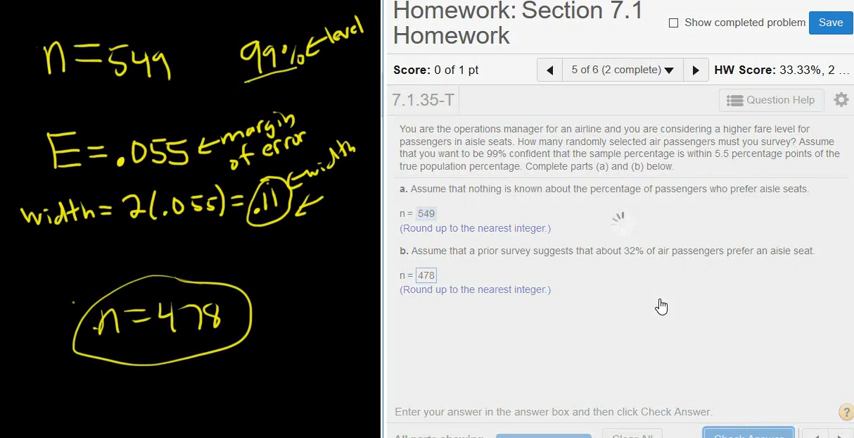 n = 549
99% ← level
E = .055 ← margin of error
width = 2(.055) = .11 ← width
n = 478
Homework: Section 7.1
Homework
Show completed problem
Save
Score: 0 of 1 pt
5 of 6 (2 complete)
HW Score: 33.33%, 2 ...
7.1.35-T
Question Help
You are the operations manager for an airline and you are considering a higher fare level for
passengers in aisle seats. How many randomly selected air passengers must you survey? Assume
that you want to be 99% confident that the sample percentage is within 5.5 percentage points of the
true population percentage. Complete parts (a) and (b) below.
a. Assume that nothing is known about the percentage of passengers who prefer aisle seats.
n = 549
(Round up to the nearest integer.)
b. Assume that a prior survey suggests that about 32% of air passengers prefer an aisle seat.
n = 478
(Round up to the nearest integer.)
Enter your answer in the answer box and then click Check Answer.
?
All parts showing
Clear All
Check Answer